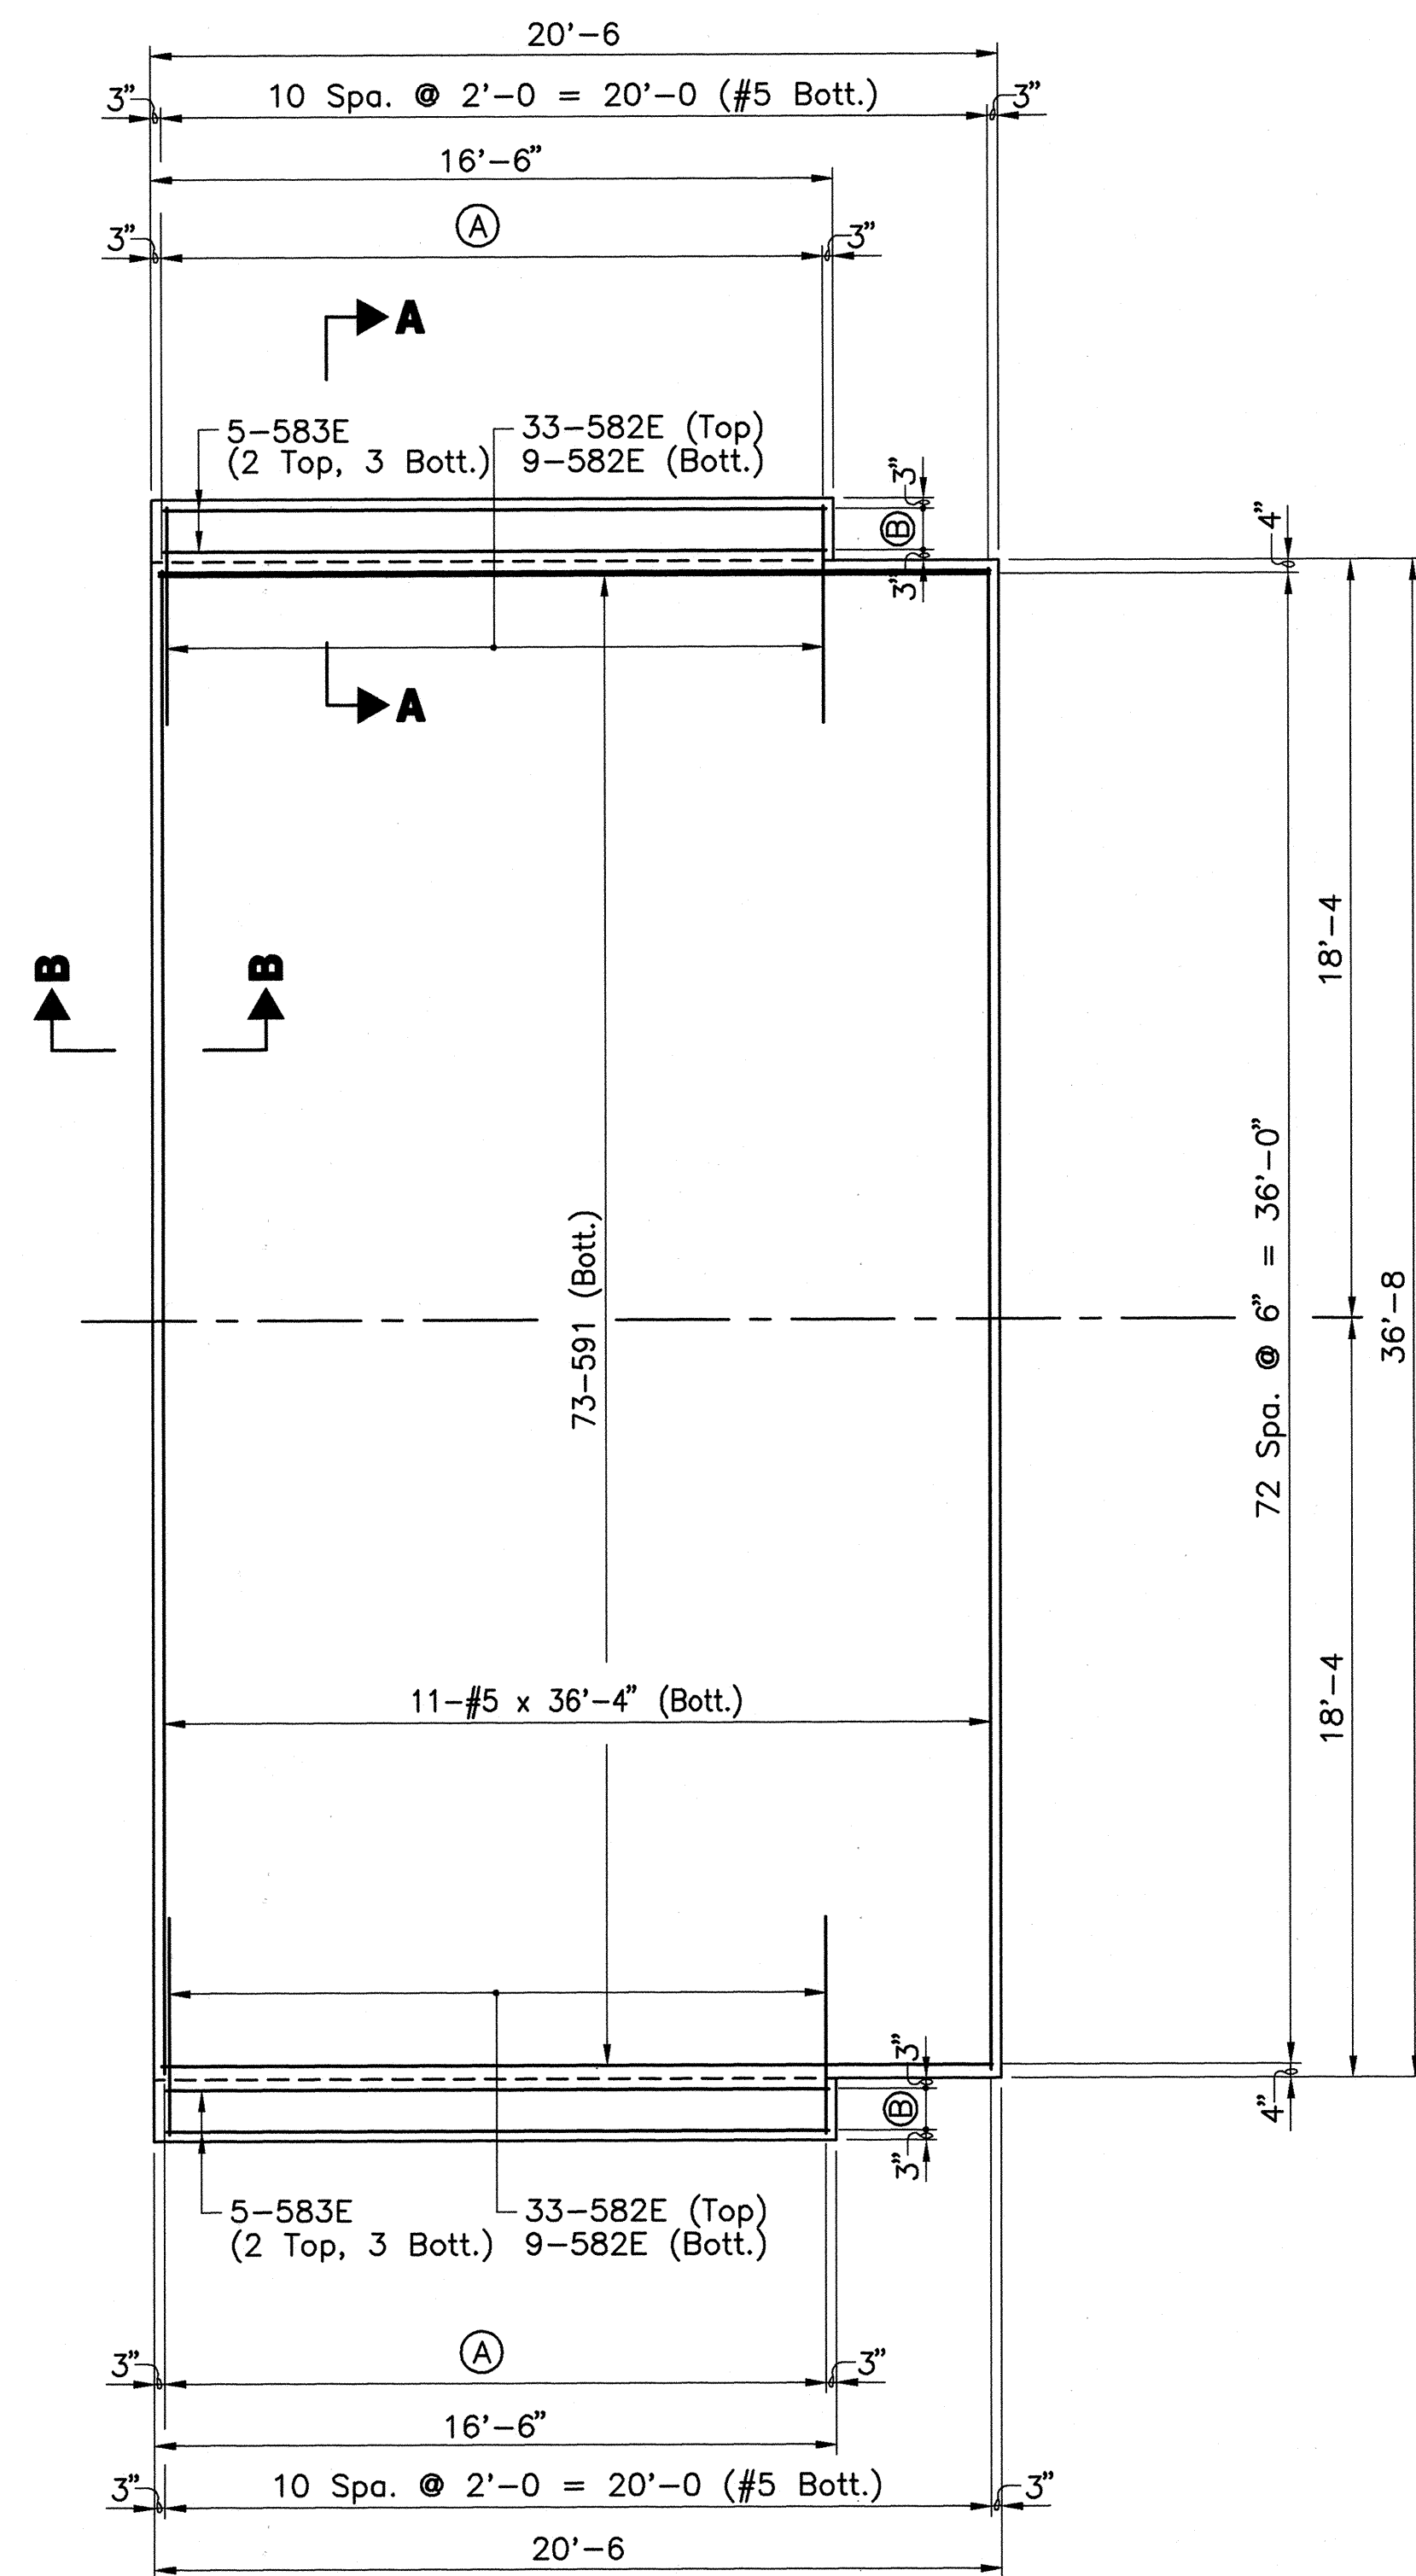 20'-6
3" 10 Spa. @ 2'-0 = 20'-0 (#5 Bott.) 3"
16'-6"
A
3" 3"
A
5-583E
(2 Top, 3 Bott.)
33-582E (Top)
9-582E (Bott.)
3"
B
3"
4"
A
18'-4
B B
72 Spa. @ 6" = 36'-0"
73-591 (Bott.)
36'-8
11-#5 x 36'-4" (Bott.)
18'-4
3"
B
3"
4"
5-583E
(2 Top, 3 Bott.)
33-582E (Top)
9-582E (Bott.)
A
3" 3"
16'-6"
3" 10 Spa. @ 2'-0 = 20'-0 (#5 Bott.) 3"
20'-6